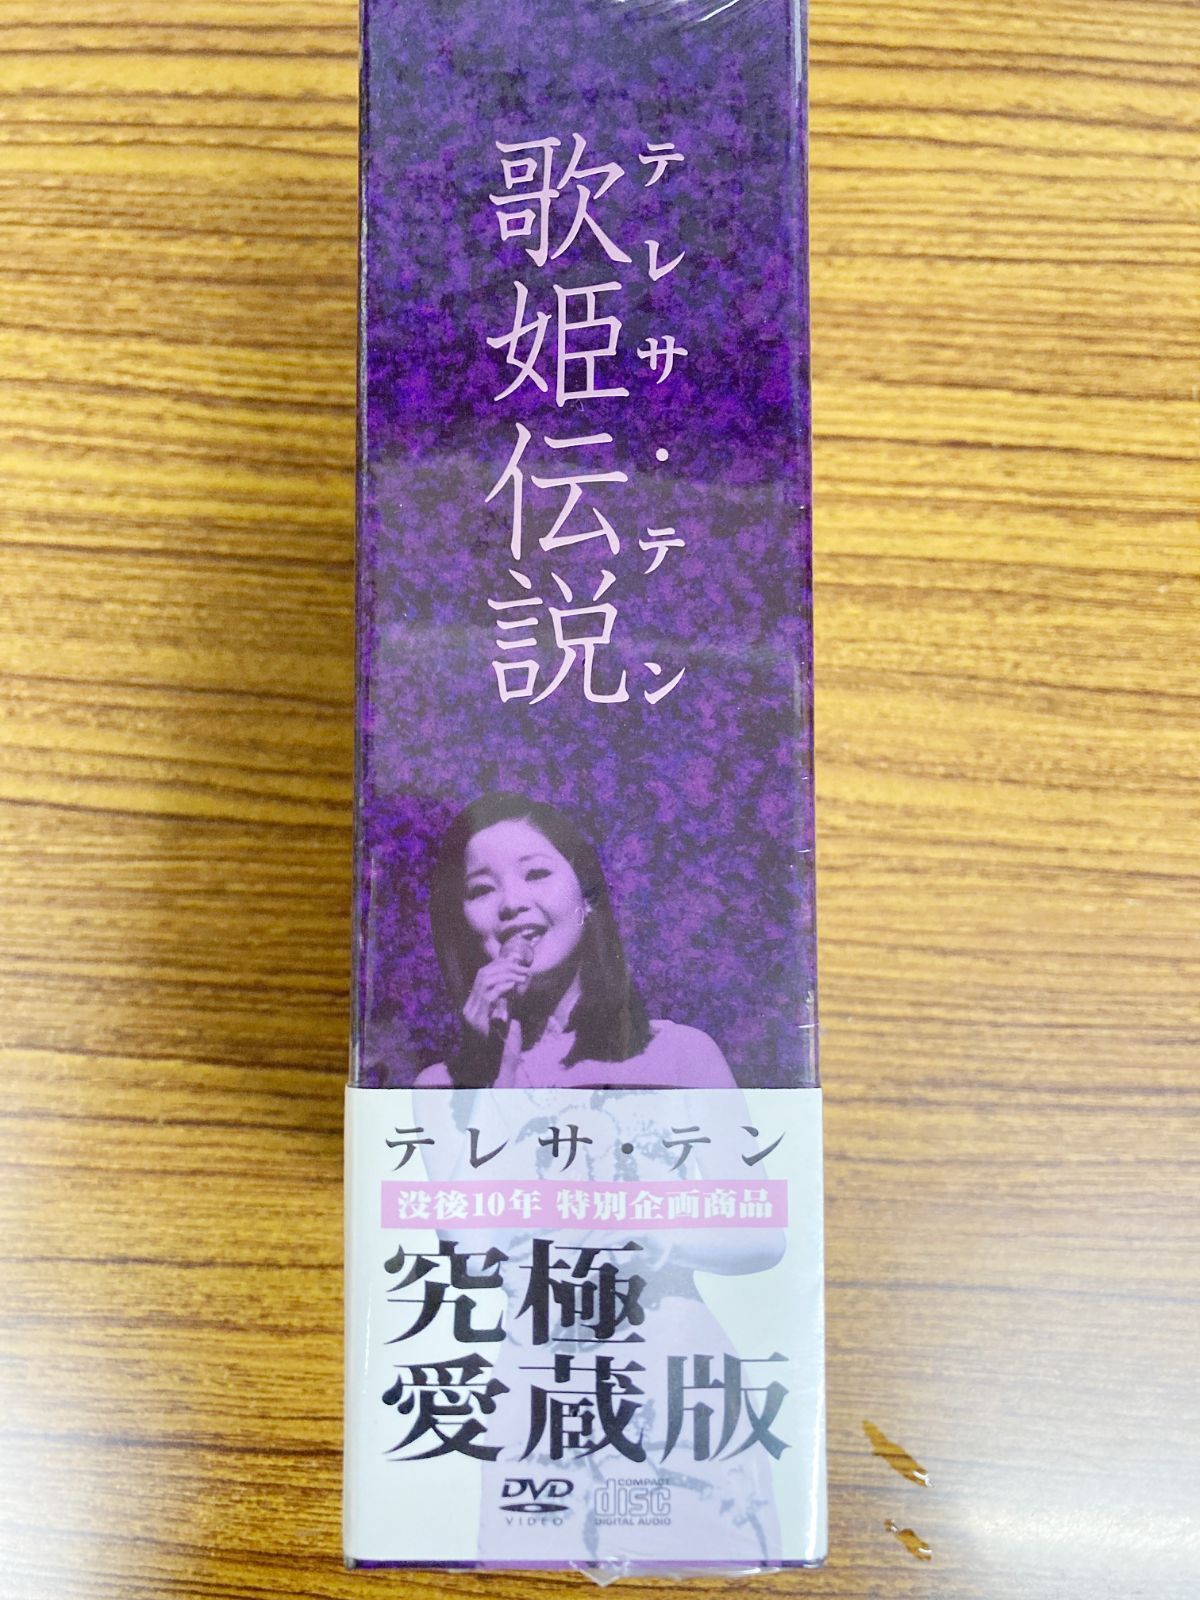 テレサ・テン
歌姫伝説
テレサ・テン
没後10年 特別企画商品
究極
愛蔵版
DVD
VIDEO
COMPACT
disc
DIGITAL AUDIO